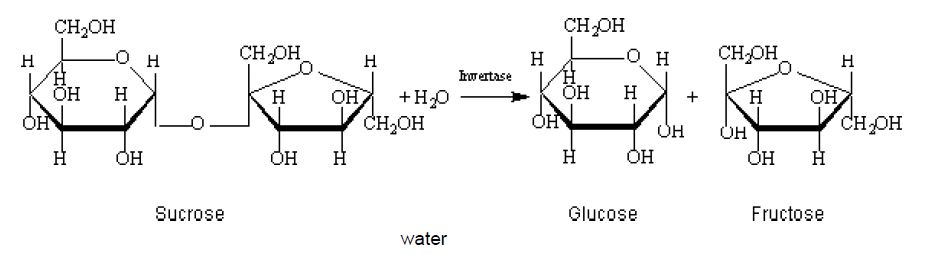 CH₂OH CH₂OH
H O H CH₂OH H O H CH₂OH
H O H H O H
OH H H OH Invertase OH H H OH
OH O CH₂OH +H₂O OH OH + OH CH₂OH
H OH OH H H OH OH H
Sucrose Glucose Fructose
water